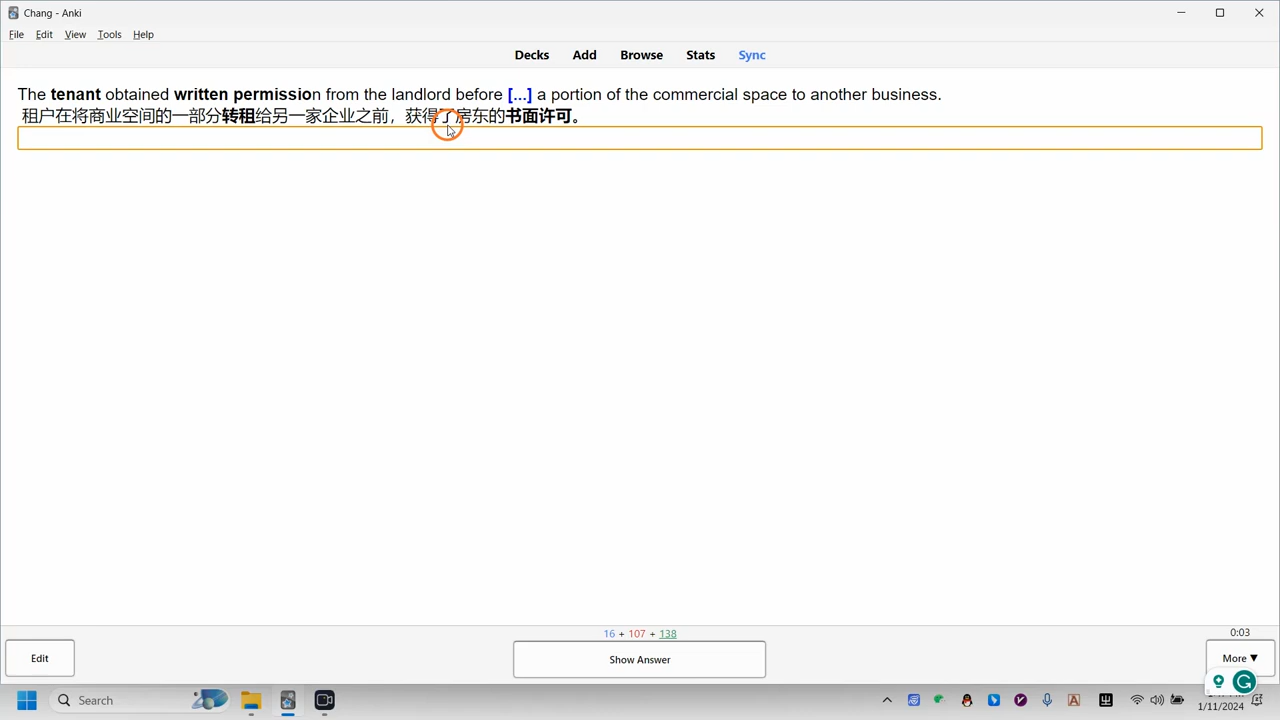 Chang - Anki
File Edit View Tools Help
Decks Add Browse Stats Sync
The tenant obtained written permission from the landlord before [...] a portion of the commercial space to another business.
租户在将商业空间的一部分转租给另一家企业之前，获得了房东的书面许可。
16 + 107 + 138
0:03
Edit
Show Answer
More ▼
Search
1/11/2024